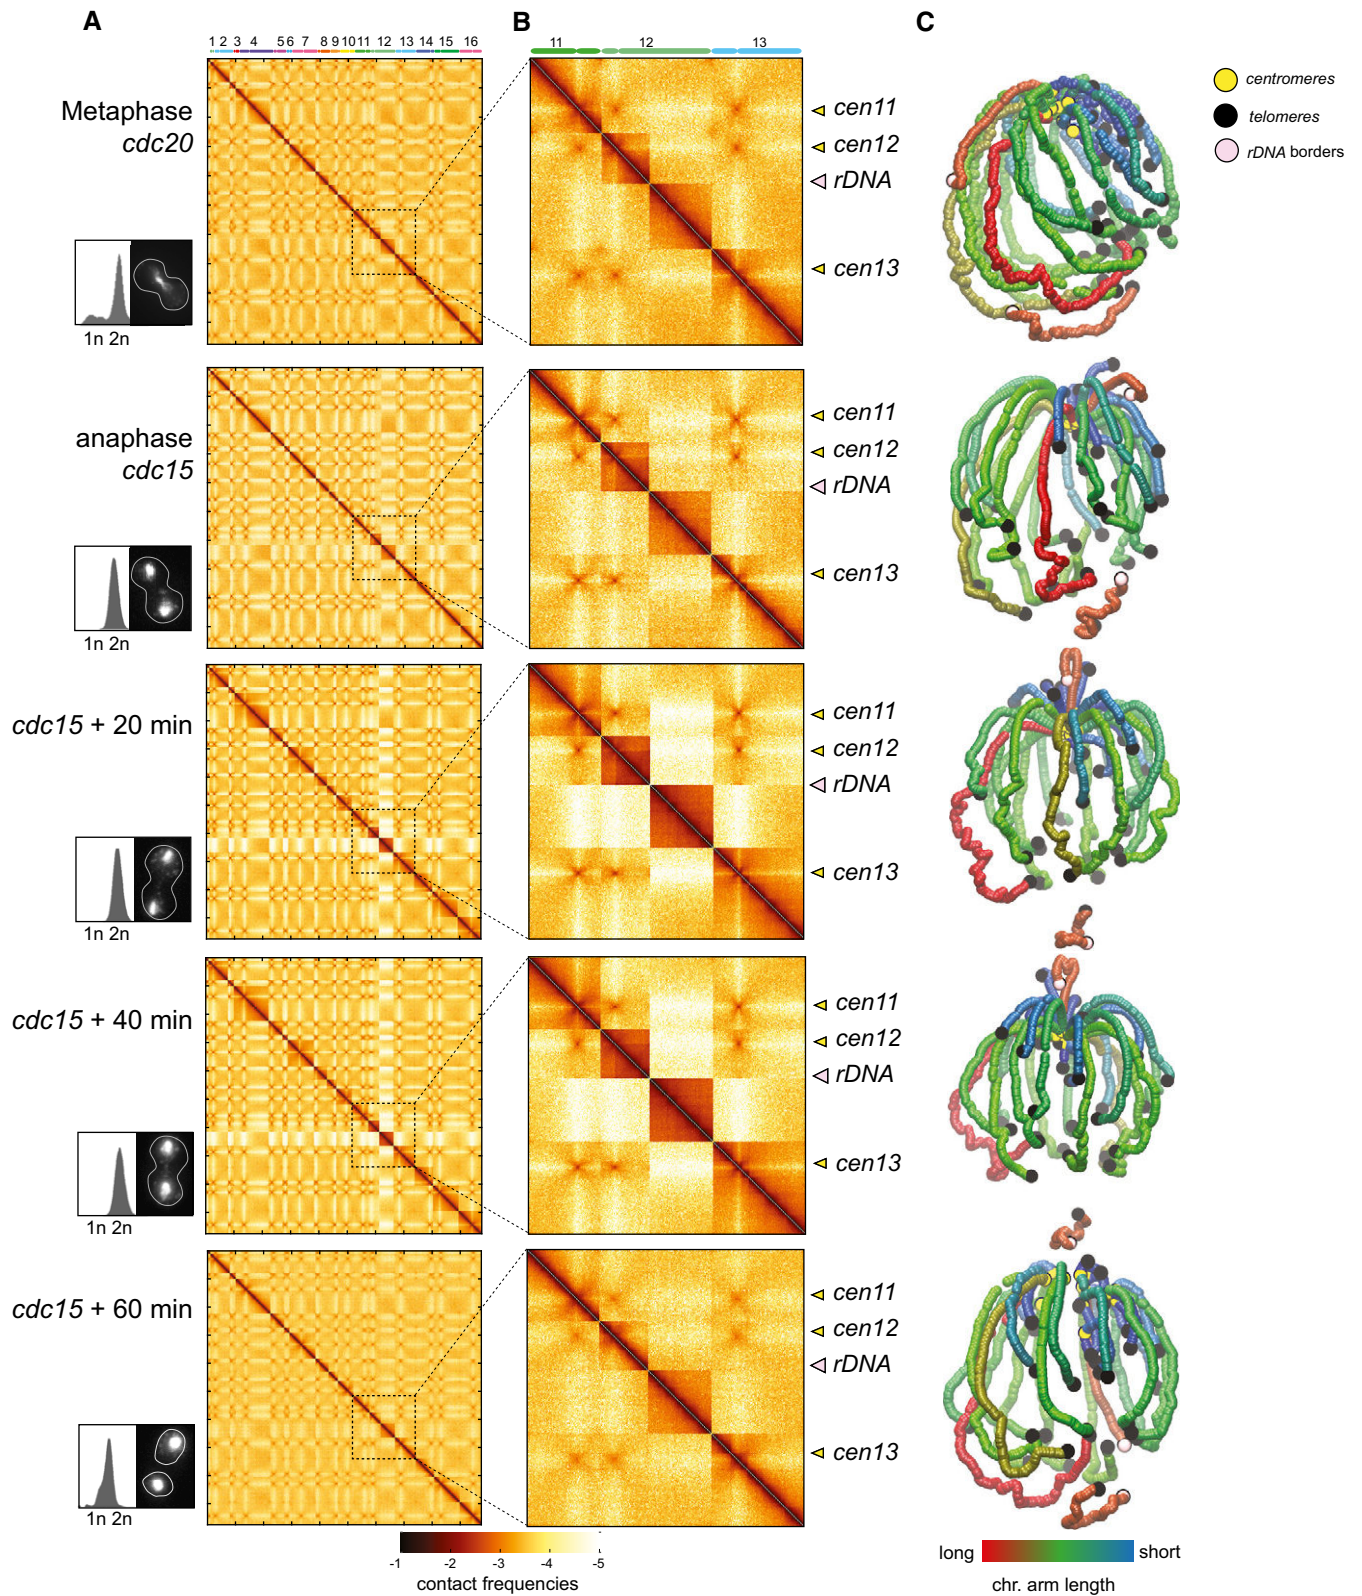 A
B
C
1 2 3 4 5 6 7 8 9 10 11 12 13 14 15 16
11 12 13
centromeres
telomeres
rDNA borders
Metaphase
cdc20
1n 2n
cen11
cen12
rDNA
cen13
anaphase
cdc15
1n 2n
cen11
cen12
rDNA
cen13
cdc15 + 20 min
1n 2n
cen11
cen12
rDNA
cen13
cdc15 + 40 min
1n 2n
cen11
cen12
rDNA
cen13
cdc15 + 60 min
1n 2n
cen11
cen12
rDNA
cen13
-1 -2 -3 -4 -5
contact frequencies
long short
chr. arm length